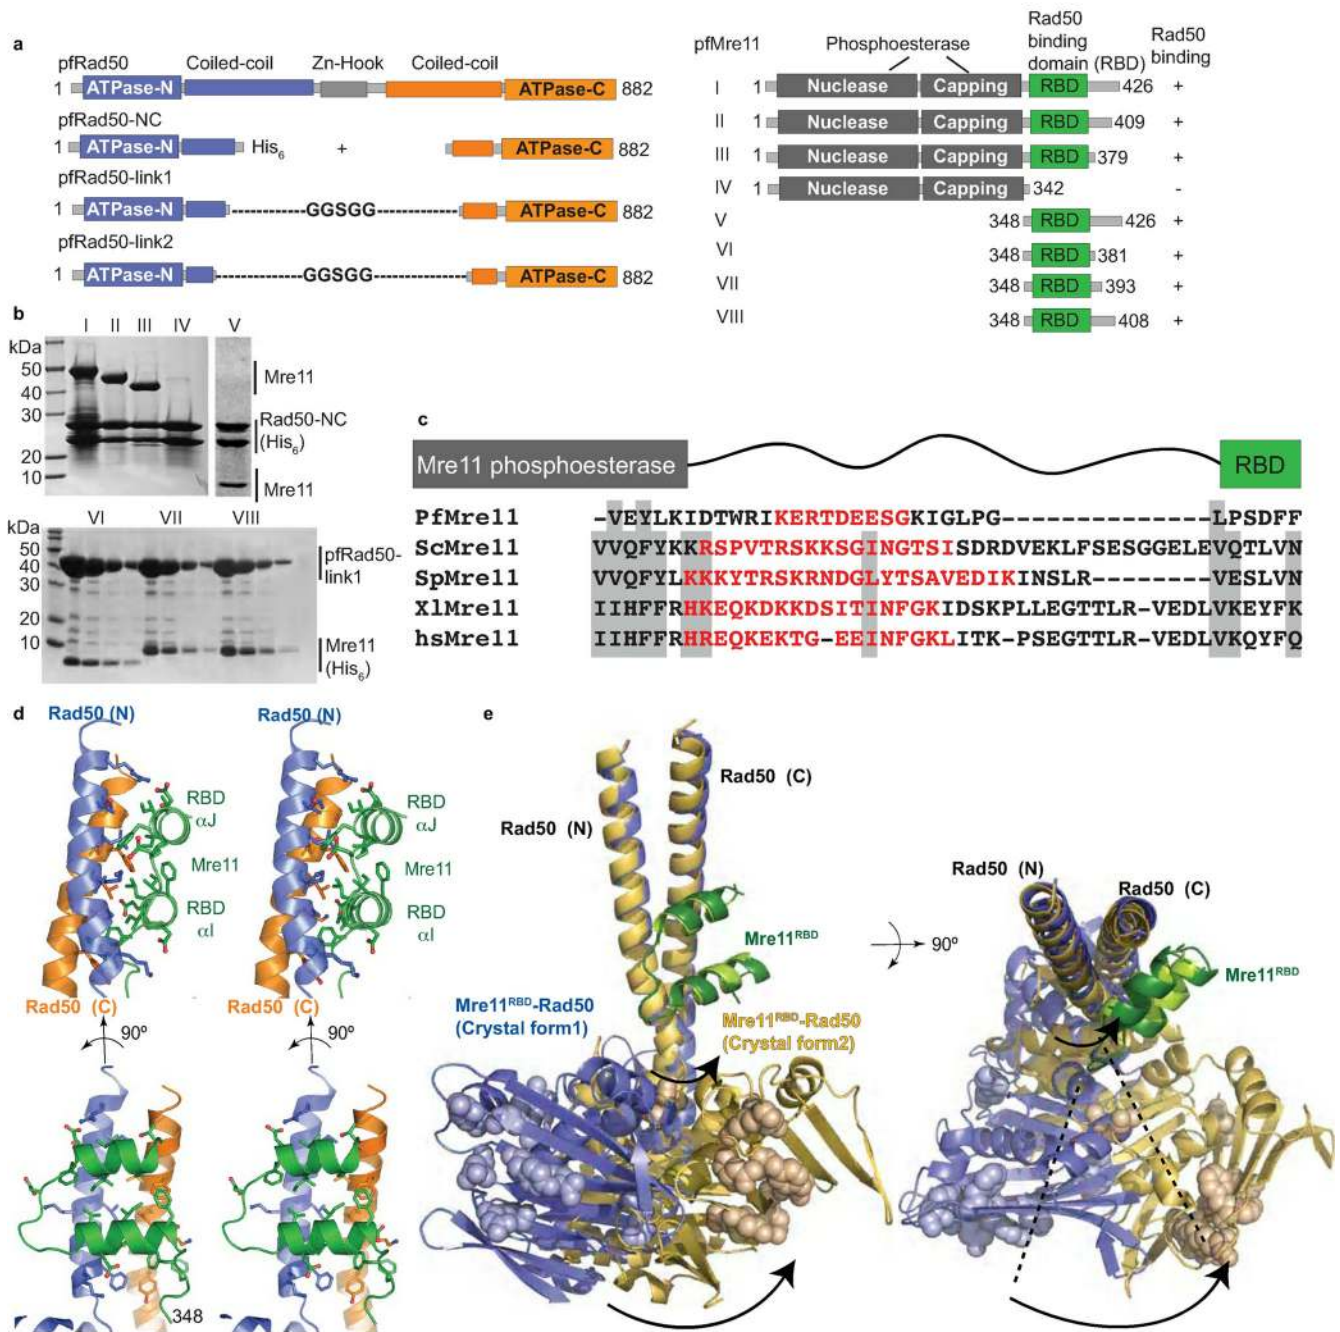 a
pfRad50 Coiled-coil Zn-Hook Coiled-coil
1 ATPase-N ATPase-C 882
pfRad50-NC
1 ATPase-N His6 + ATPase-C 882
pfRad50-link1
1 ATPase-N GGSGG ATPase-C 882
pfRad50-link2
1 ATPase-N GGSGG ATPase-C 882
pfMre11 Phosphoesterase Rad50 binding domain (RBD) Rad50 binding
I 1 Nuclease Capping RBD 426 +
II 1 Nuclease Capping RBD 409 +
III 1 Nuclease Capping RBD 379 +
IV 1 Nuclease Capping 342 -
V 348 RBD 426 +
VI 348 RBD 381 +
VII 348 RBD 393 +
VIII 348 RBD 408 +
b
I II III IV V
kDa
50
40
30
20
10
Mre11
Rad50-NC
(His6)
Mre11
VI VII VIII
kDa
50
40
30
20
10
pfRad50-
link1
Mre11
(His6)
c
Mre11 phosphoesterase RBD
PfMre11 -VEYLKIDTWRIKERTDEESGKIGLPG--------------LPSDFF
ScMre11 VVQFYKKRSPVTRSKKSGINGTSISDRDVEKLFSESGGELEVQTLVN
SpMre11 VVQFYLKKKYTRSKRNDGLYTSAVEDIKINSLR--------VESLVN
XlMre11 IIHFFRHKEQKDKKDSITINFGKIDSKPLLEGTTLR-VEDLVKEYFK
hsMre11 IIHFFRHREQKEKTG-EEINFGKLITK-PSEGTTLR-VEDLVKQYFQ
d
Rad50 (N) Rad50 (N)
RBD
αJ
Mre11
RBD
αI
RBD
αJ
Mre11
RBD
αI
Rad50 (C) Rad50 (C)
90º 90º
348
e
Rad50 (N)
Rad50 (C)
Mre11RBD
Mre11RBD-Rad50
(Crystal form1)
Mre11RBD-Rad50
(Crystal form2)
90º
Rad50 (N)
Rad50 (C)
Mre11RBD